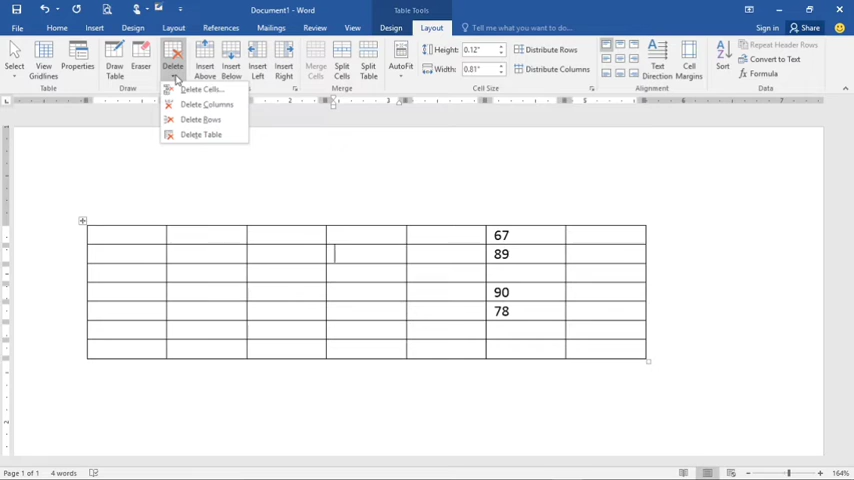 Document1 - Word
Table Tools
File Home Insert Design Layout References Mailings Review View Design Layout Tell me what you want to do... Sign in Share
Select
View Gridlines
Properties
Table
Draw Table
Eraser
Draw
Delete
Insert Above
Insert Below
Insert Left
Insert Right
Merge Cells
Split Cells
Split Table
Merge
AutoFit
Height: 0.12"
Width: 0.81"
Distribute Rows
Distribute Columns
Cell Size
Text Direction
Cell Margins
Alignment
Sort
Repeat Header Rows
Convert to Text
Formula
Data
Delete Cells...
Delete Columns
Delete Rows
Delete Table
67
89
90
78
Page 1 of 1 4 words
164%